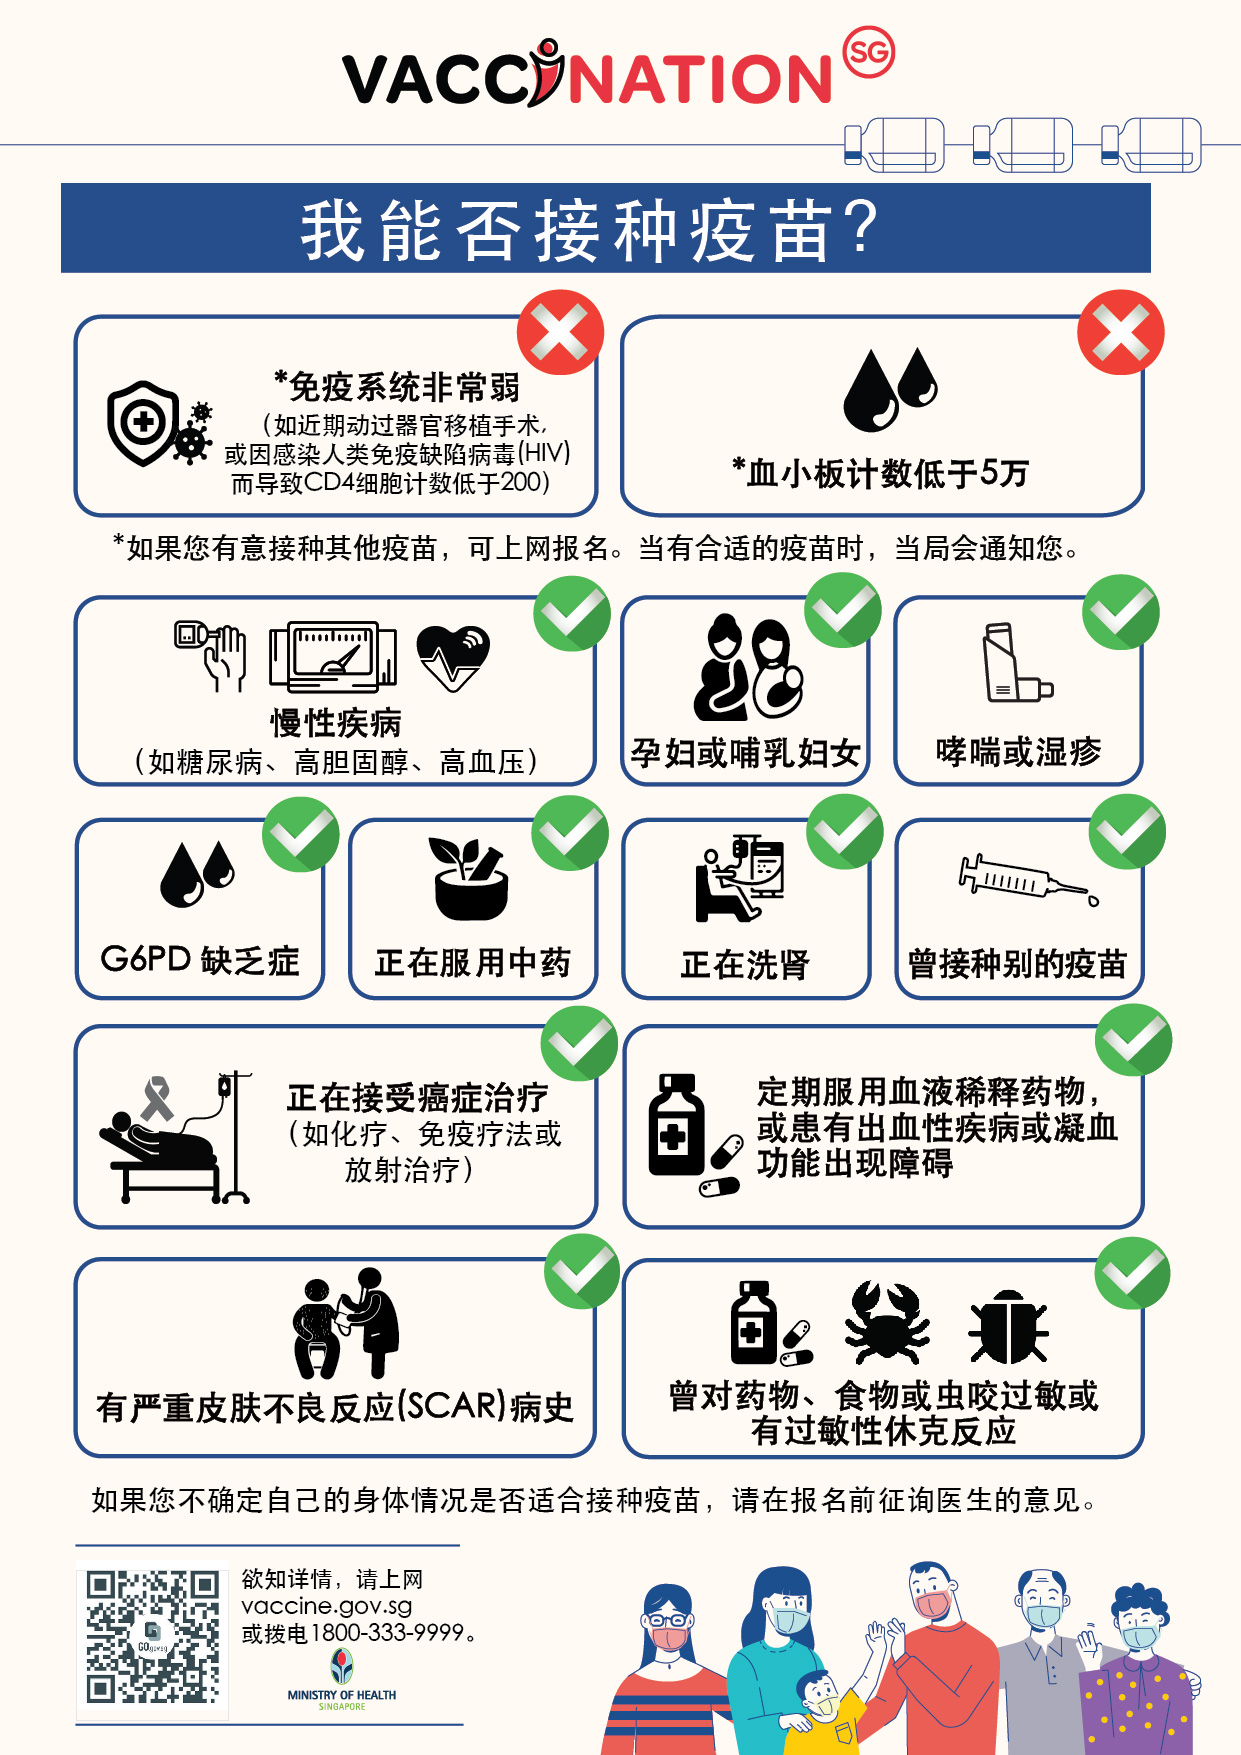 VACCINATION SG
我能否接种疫苗?
*免疫系统非常弱
(如近期动过器官移植手术,
或因感染人类免疫缺陷病毒(HIV)
而导致CD4细胞计数低于200)
*血小板计数低于5万
*如果您有意接种其他疫苗，可上网报名。当有合适的疫苗时，当局会通知您。
慢性疾病
(如糖尿病、高胆固醇、高血压)
孕妇或哺乳妇女
哮喘或湿疹
G6PD 缺乏症
正在服用中药
正在洗肾
曾接种别的疫苗
正在接受癌症治疗
(如化疗、免疫疗法或
放射治疗)
定期服用血液稀释药物，
或患有出血性疾病或凝血
功能出现障碍
有严重皮肤不良反应(SCAR)病史
曾对药物、食物或虫咬过敏或
有过敏性休克反应
如果您不确定自己的身体情况是否适合接种疫苗，请在报名前征询医生的意见。
欲知详情，请上网
vaccine.gov.sg
或拨电1800-333-9999。
GO.gov.sg
MINISTRY OF HEALTH
SINGAPORE